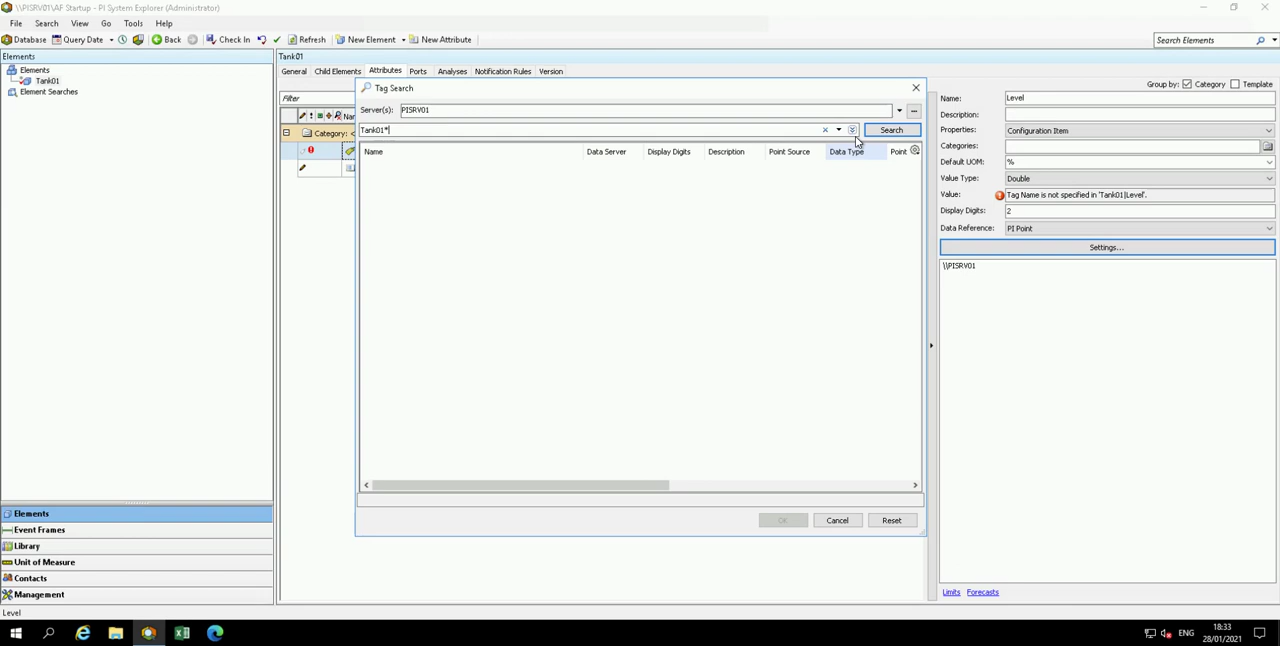 \\PISRV01\AF Startup - PI System Explorer (Administrator)
File Search View Go Tools Help
Database Query Date Back Check In Refresh New Element New Attribute Search Elements
Elements
Elements
Tank01
Element Searches
Tank01
General Child Elements Attributes Ports Analyses Notification Rules Version
Filter
Category: <
Tag Search
Server(s): PISRV01
Tank01* Search
Name Data Server Display Digits Description Point Source Data Type Point
OK Cancel Reset
Group by: Category Template
Name: Level
Description:
Properties: Configuration Item
Categories:
Default UOM: %
Value Type: Double
Value: Tag Name is not specified in 'Tank01|Level'.
Display Digits: 2
Data Reference: PI Point
Settings...
\\PISRV01
Limits Forecasts
Elements
Event Frames
Library
Unit of Measure
Contacts
Management
Level
ENG 18:33
28/01/2021